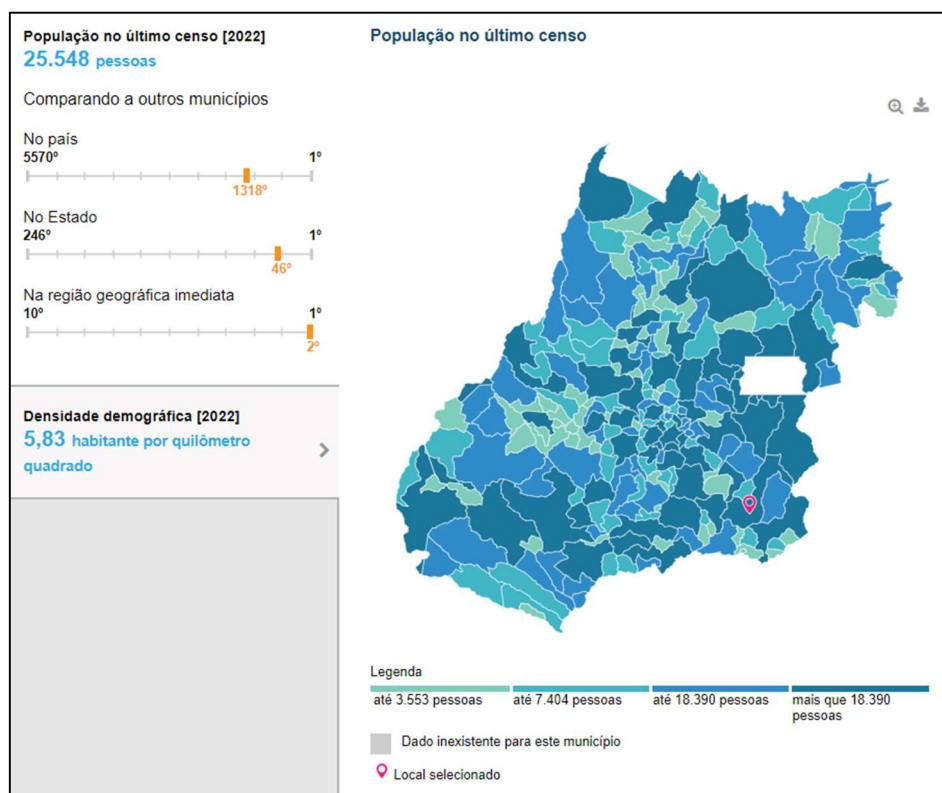 População no último censo [2022]
25.548 pessoas
Comparando a outros municípios
No país
5570º 1º
1318º
No Estado
246º 1º
46º
Na região geográfica imediata
10º 1º
2º
Densidade demográfica [2022]
5,83 habitante por quilômetro
quadrado
População no último censo
Legenda
até 3.553 pessoas até 7.404 pessoas até 18.390 pessoas mais que 18.390
pessoas
Dado inexistente para este município
Local selecionado